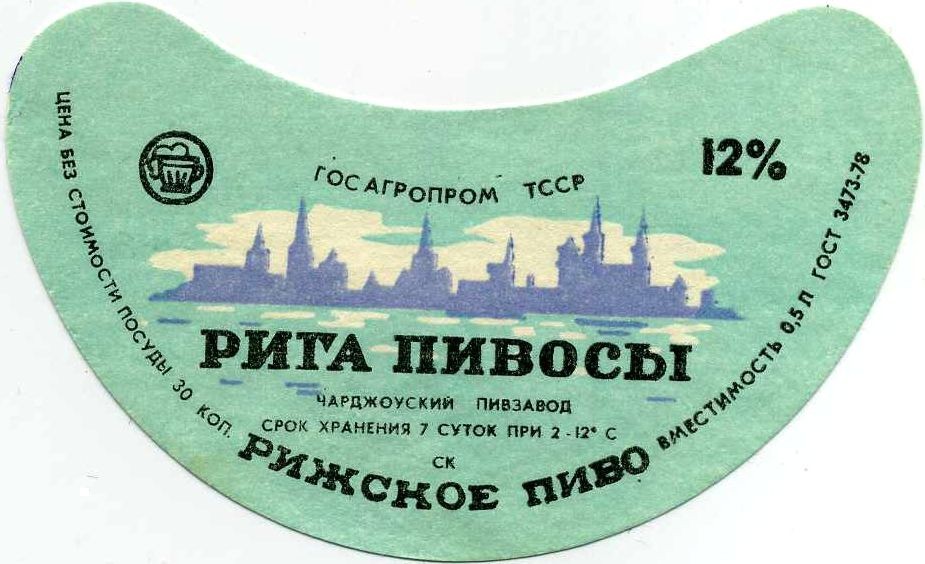 ГОСАГРОПРОМ ТССР
12%
РИГА ПИВОСЫ
ЧАРДЖОУСКИЙ ПИВЗАВОД
СРОК ХРАНЕНИЯ 7 СУТОК ПРИ 2-12° С
СК
РИЖСКОЕ ПИВО
ЦЕНА БЕЗ СТОИМОСТИ ПОСУДЫ 30 КОП.
ВМЕСТИМОСТЬ 0,5 Л ГОСТ 3473-78